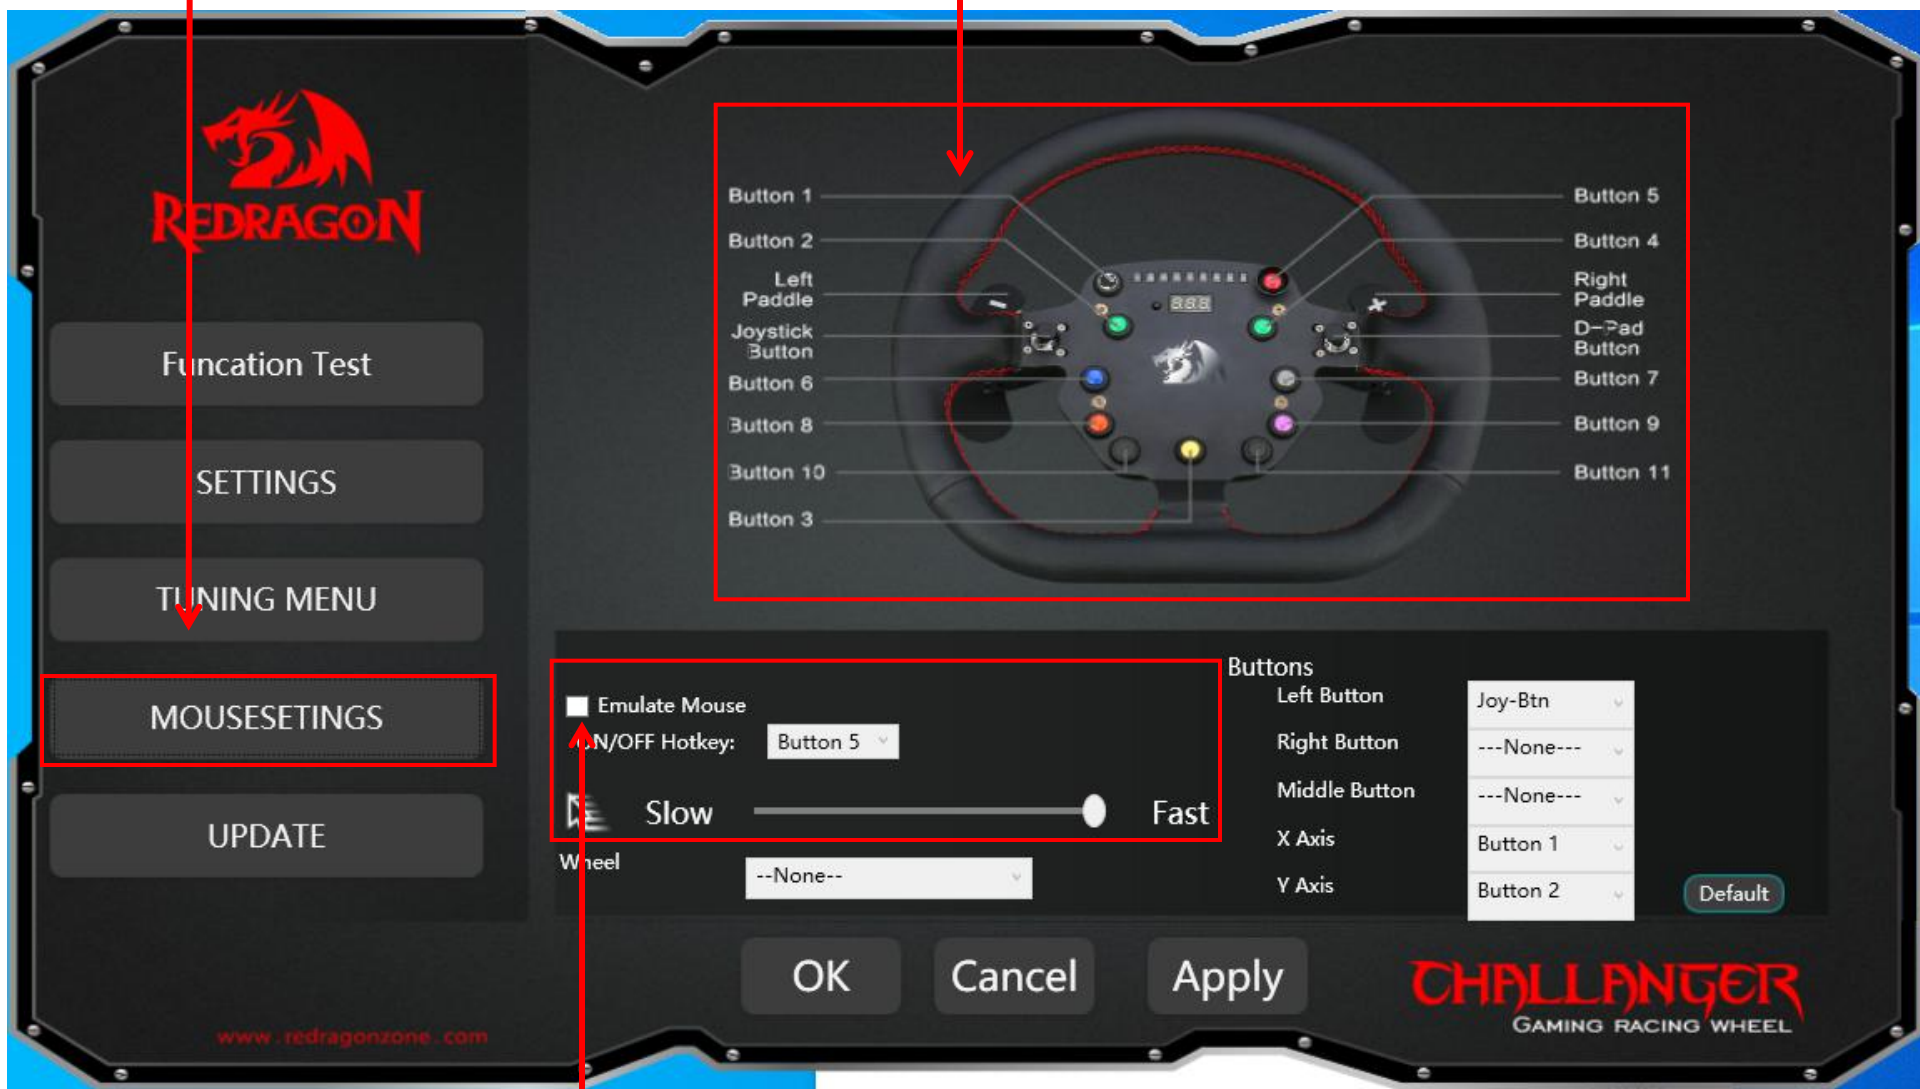 REDRAGON
Funcation Test
SETTINGS
TUNING MENU
MOUSESETINGS
UPDATE
www.redragonzone.com
Button 1
Button 2
Left
Paddle
Joystick
Button
Button 6
Button 8
Button 10
Button 3
Button 5
Button 4
Right
Paddle
D-Pad
Button
Button 7
Button 9
Button 11
888
Emulate Mouse
ON/OFF Hotkey: Button 5
Slow Fast
Wheel --None--
Buttons
Left Button Joy-Btn
Right Button ---None---
Middle Button ---None---
X Axis Button 1
Y Axis Button 2
Default
OK Cancel Apply
CHALLANGER
GAMING RACING WHEEL